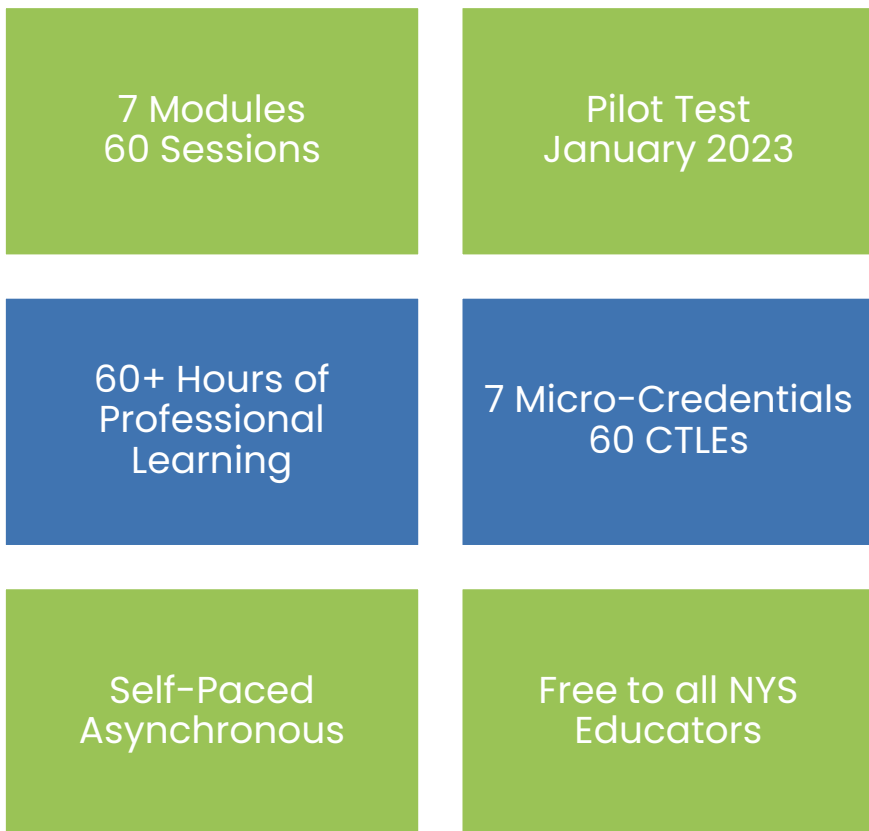 7 Modules
60 Sessions
Pilot Test
January 2023
60+ Hours of
Professional
Learning
7 Micro-Credentials
60 CTLEs
Self-Paced
Asynchronous
Free to all NYS
Educators